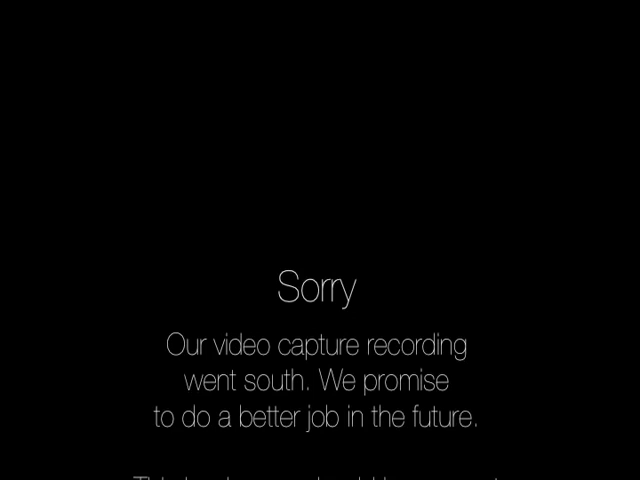 Sorry
Our video capture recording
went south. We promise
to do a better job in the future.